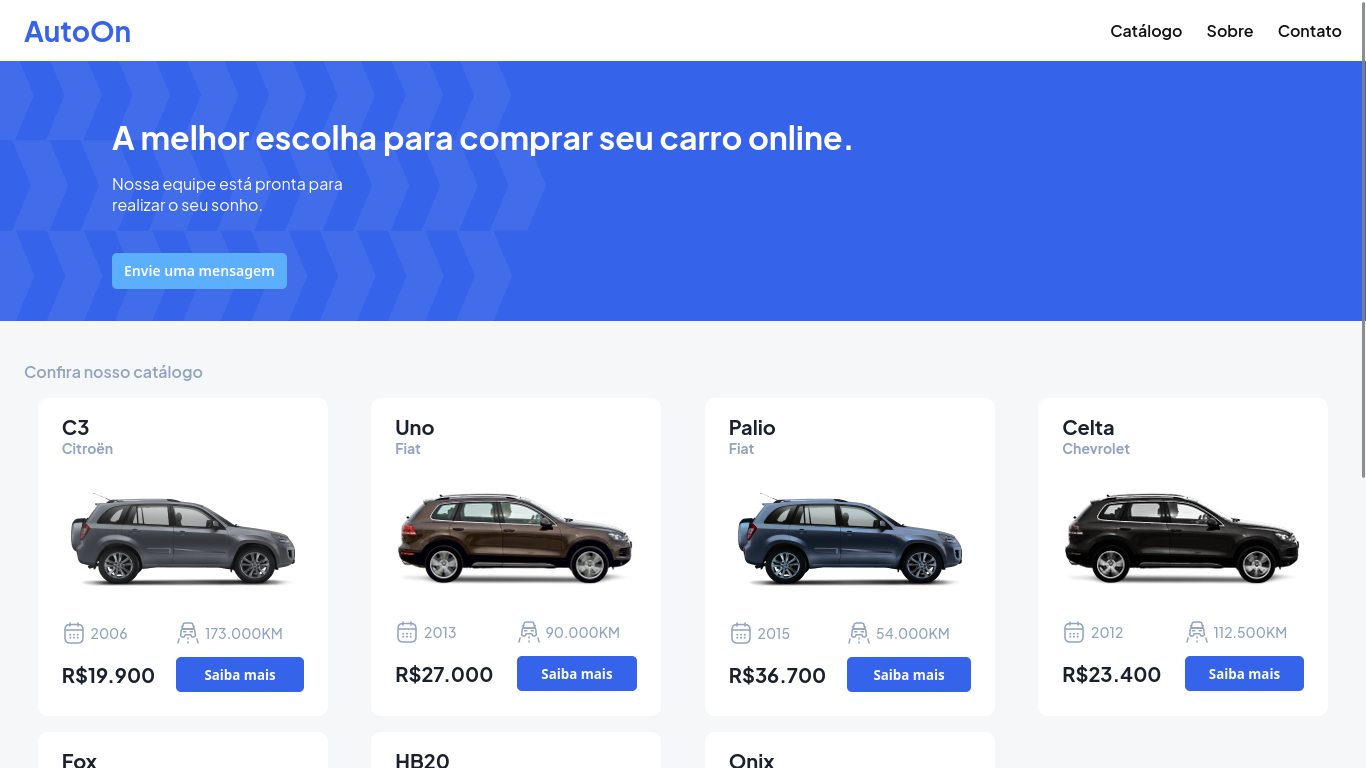 AutoOn
Catálogo Sobre Contato
A melhor escolha para comprar seu carro online.
Nossa equipe está pronta para
realizar o seu sonho.
Envie uma mensagem
Confira nosso catálogo
C3
Citroën
2006 173.000KM
R$19.900 Saiba mais
Uno
Fiat
2013 90.000KM
R$27.000 Saiba mais
Palio
Fiat
2015 54.000KM
R$36.700 Saiba mais
Celta
Chevrolet
2012 112.500KM
R$23.400 Saiba mais
Fox
HB20
Onix